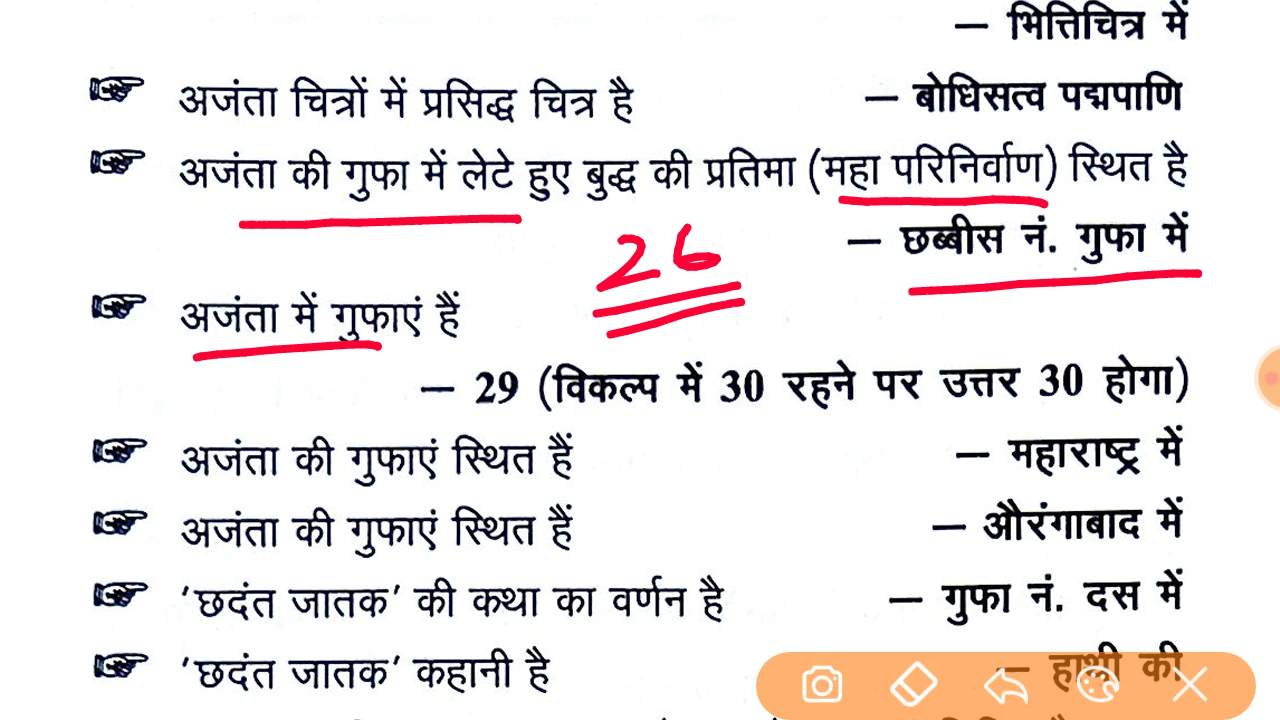 — भित्तिचित्र में
अजंता चित्रों में प्रसिद्ध चित्र है — बोधिसत्व पद्मपाणि
अजंता की गुफा में लेटे हुए बुद्ध की प्रतिमा (महा परिनिर्वाण) स्थित है
— छब्बीस नं. गुफा में
26
अजंता में गुफाएं हैं
— 29 (विकल्प में 30 रहने पर उत्तर 30 होगा)
अजंता की गुफाएं स्थित हैं — महाराष्ट्र में
अजंता की गुफाएं स्थित हैं — औरंगाबाद में
'छदंत जातक' की कथा का वर्णन है — गुफा नं. दस में
'छदंत जातक' कहानी है — हाथी की